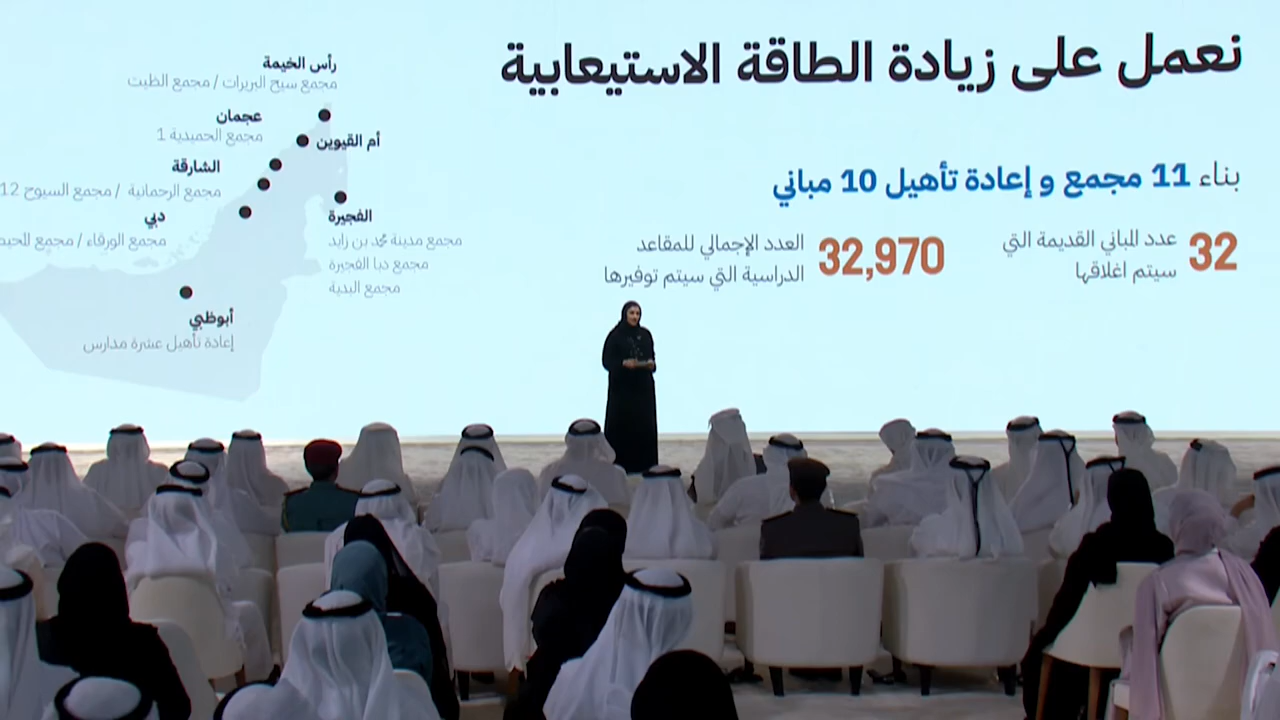 نعمل على زيادة الطاقة الاستيعابية
بناء 11 مجمع و إعادة تأهيل 10 مباني
32
عدد المباني القديمة التي
سيتم اغلاقها
32,970
العدد الإجمالي للمقاعد
الدراسية التي سيتم توفيرها
رأس الخيمة
مجمع سيح البريرات / مجمع الظيت
عجمان
مجمع الحميدية 1
أم القيوين
الشارقة
مجمع الرحمانية / مجمع السيوح 12
دبي
مجمع الورقاء / مجمع
الفجيرة
مجمع مدينة محمد بن زايد
مجمع دبا الفجيرة
مجمع البدية
أبوظبي
إعادة تأهيل عشرة مدارس